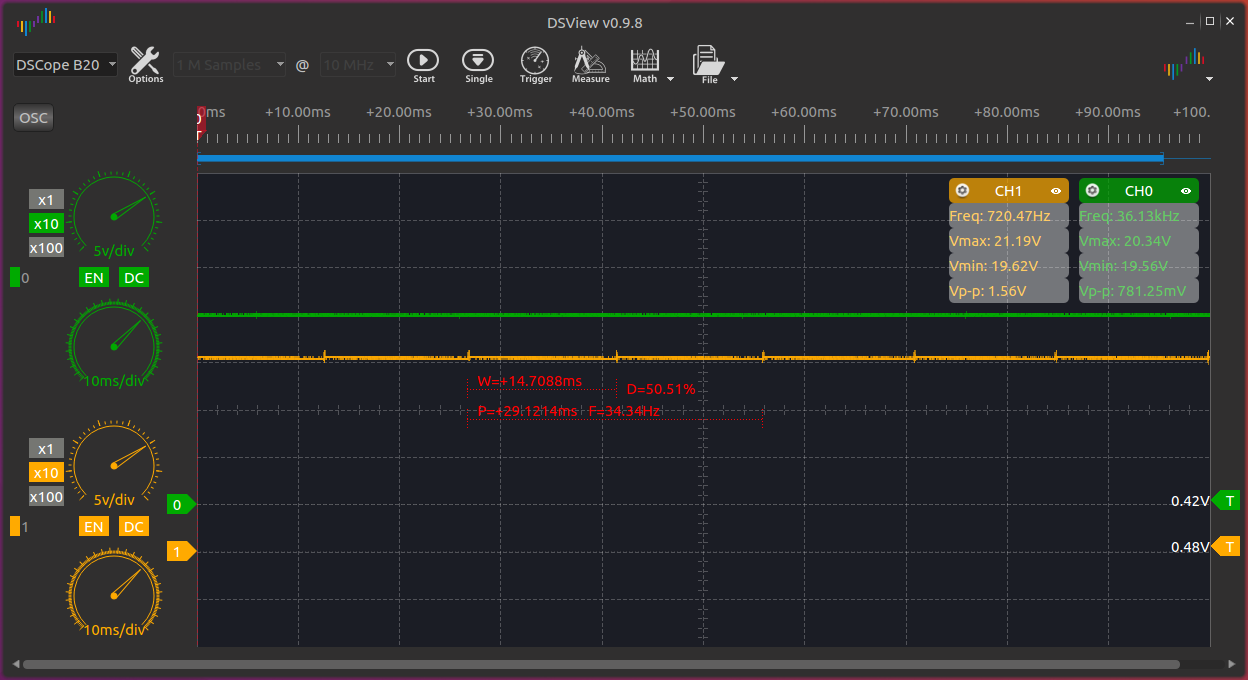 DSView v0.9.8
DSCope B20
Options
1 M Samples
@
10 MHz
Start
Single
Trigger
Measure
Math
File
OSC
0
T
0ms
+10.00ms
+20.00ms
+30.00ms
+40.00ms
+50.00ms
+60.00ms
+70.00ms
+80.00ms
+90.00ms
+100.
x1
x10
x100
5v/div
0
EN
DC
10ms/div
CH1
Freq: 720.47Hz
Vmax: 21.19V
Vmin: 19.62V
Vp-p: 1.56V
CH0
Freq: 36.13kHz
Vmax: 20.34V
Vmin: 19.56V
Vp-p: 781.25mV
W=+14.7088ms
D=50.51%
P=+29.1214ms F=34.34Hz
x1
x10
x100
5v/div
1
EN
DC
10ms/div
0
1
0.42V
T
0.48V
T